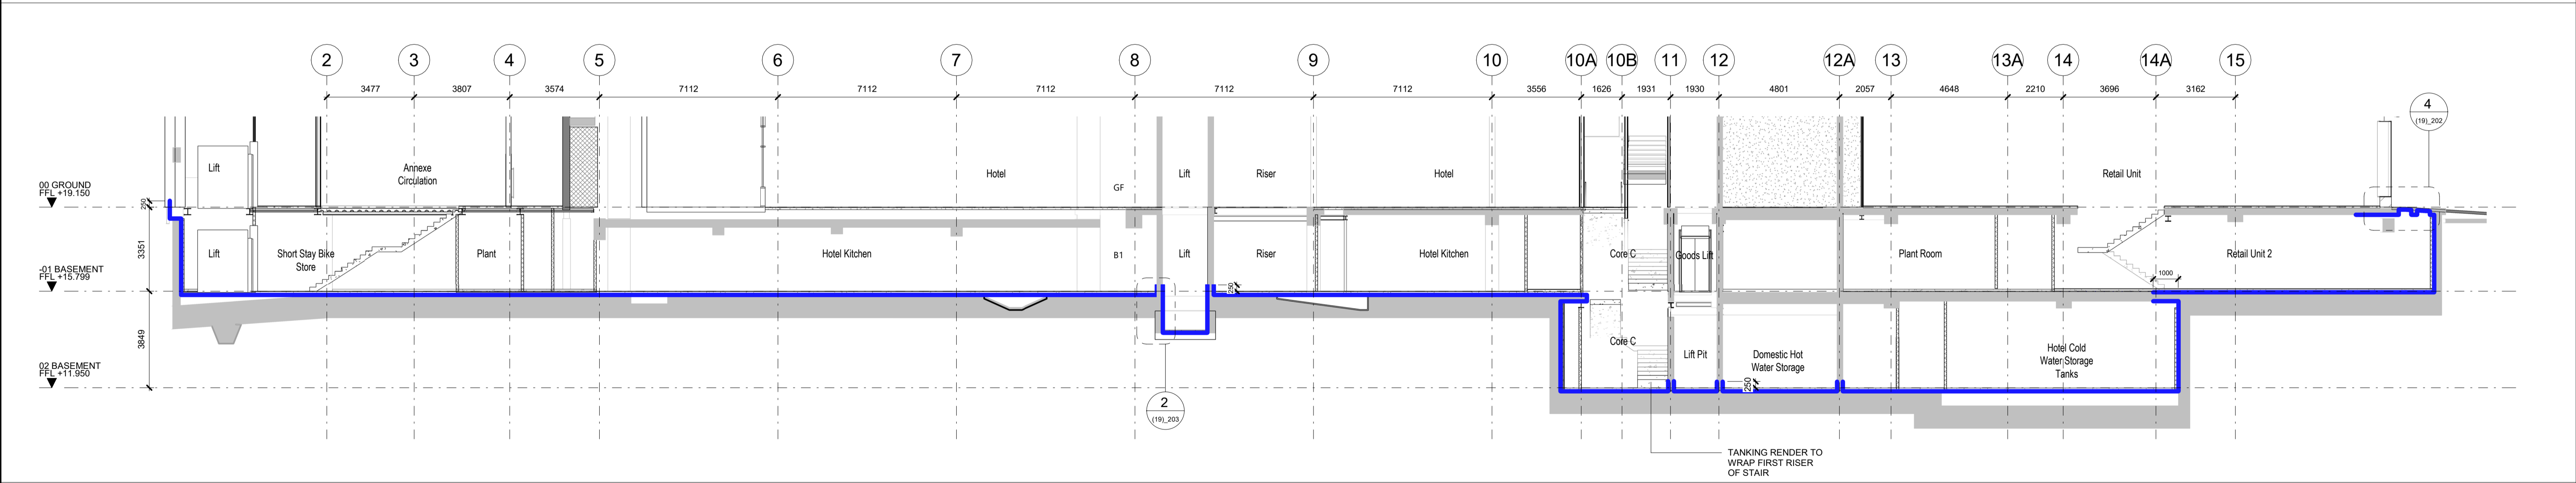 2
3
4
5
6
7
8
9
10
10A
10B
11
12
12A
13
13A
14
14A
15
3477
3807
3574
7112
7112
7112
7112
7112
3556
1626
1931
1930
4801
2057
4648
2210
3696
3162
4
(19)_202
Lift
Annexe
Circulation
Hotel
GF
Lift
Riser
Hotel
Retail Unit
00 GROUND
FFL +19.150
250
3351
Lift
Short Stay Bike
Store
Plant
Hotel Kitchen
B1
Lift
Riser
Hotel Kitchen
Core C
Goods Lift
Plant Room
Retail Unit 2
1000
250
-01 BASEMENT
FFL +15.799
3849
Core C
Lift Pit
Domestic Hot
Water Storage
Hotel Cold
Water Storage
Tanks
250
02 BASEMENT
FFL +11.950
2
(19)_203
TANKING RENDER TO
WRAP FIRST RISER
OF STAIR